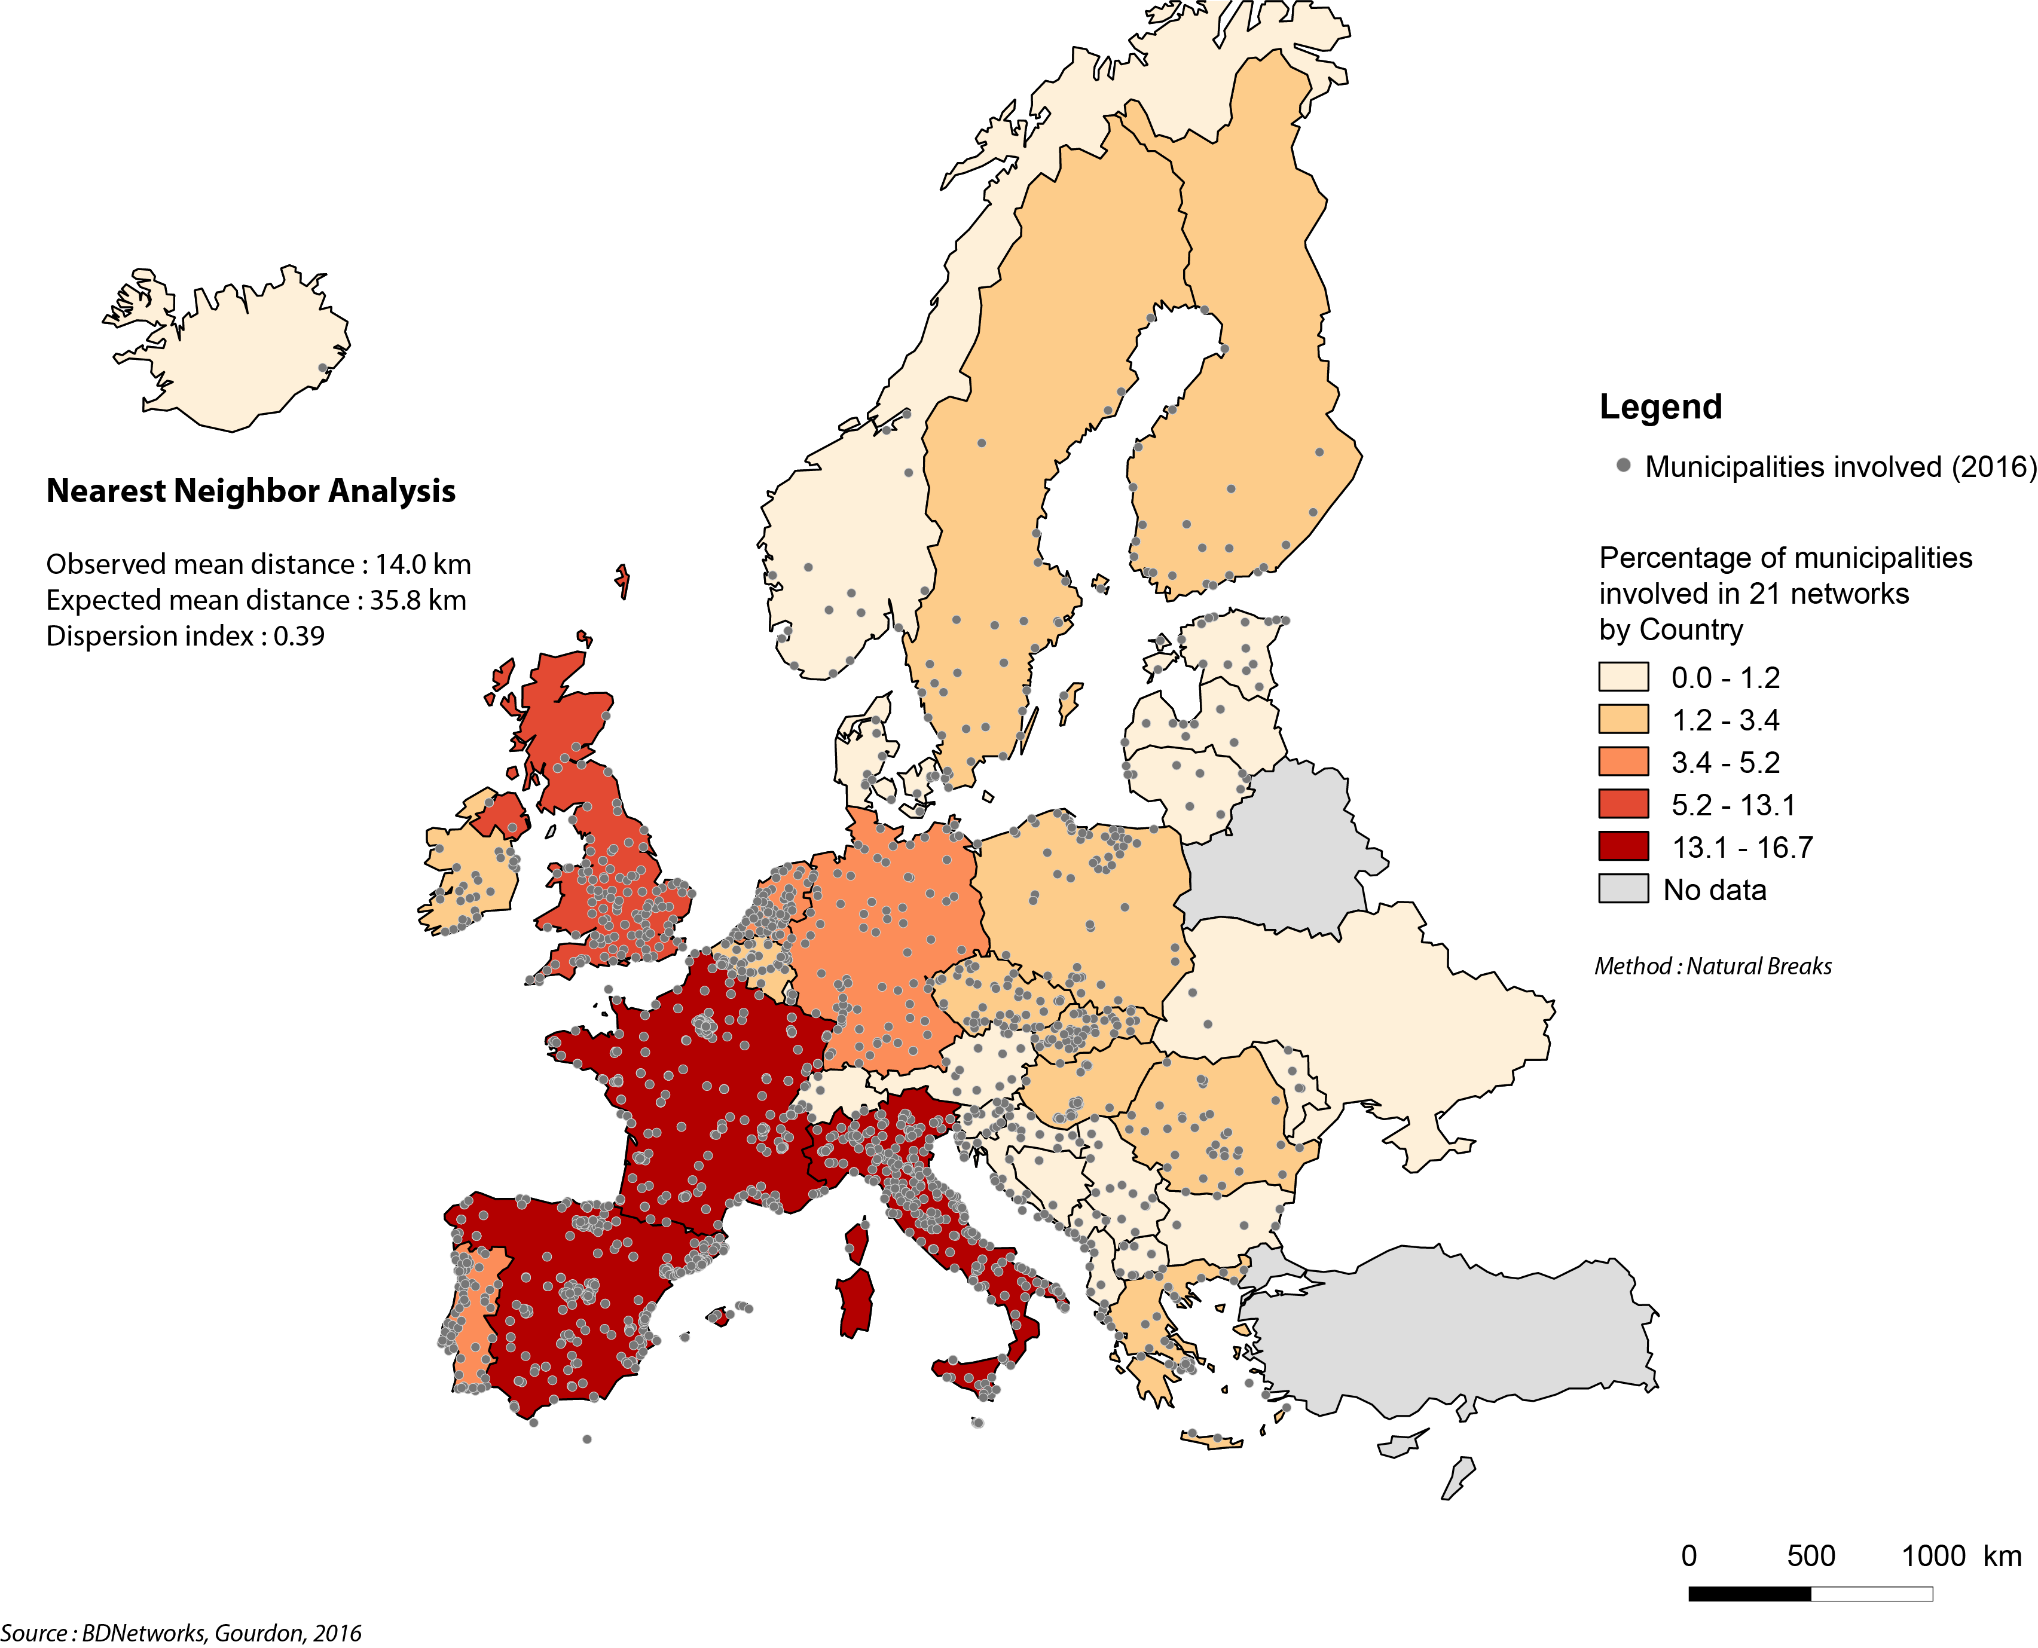 Nearest Neighbor Analysis
Observed mean distance : 14.0 km
Expected mean distance : 35.8 km
Dispersion index : 0.39
Legend
Municipalities involved (2016)
Percentage of municipalities
involved in 21 networks
by Country
0.0 - 1.2
1.2 - 3.4
3.4 - 5.2
5.2 - 13.1
13.1 - 16.7
No data
Method : Natural Breaks
0 500 1000 km
Source : BDNetworks, Gourdon, 2016